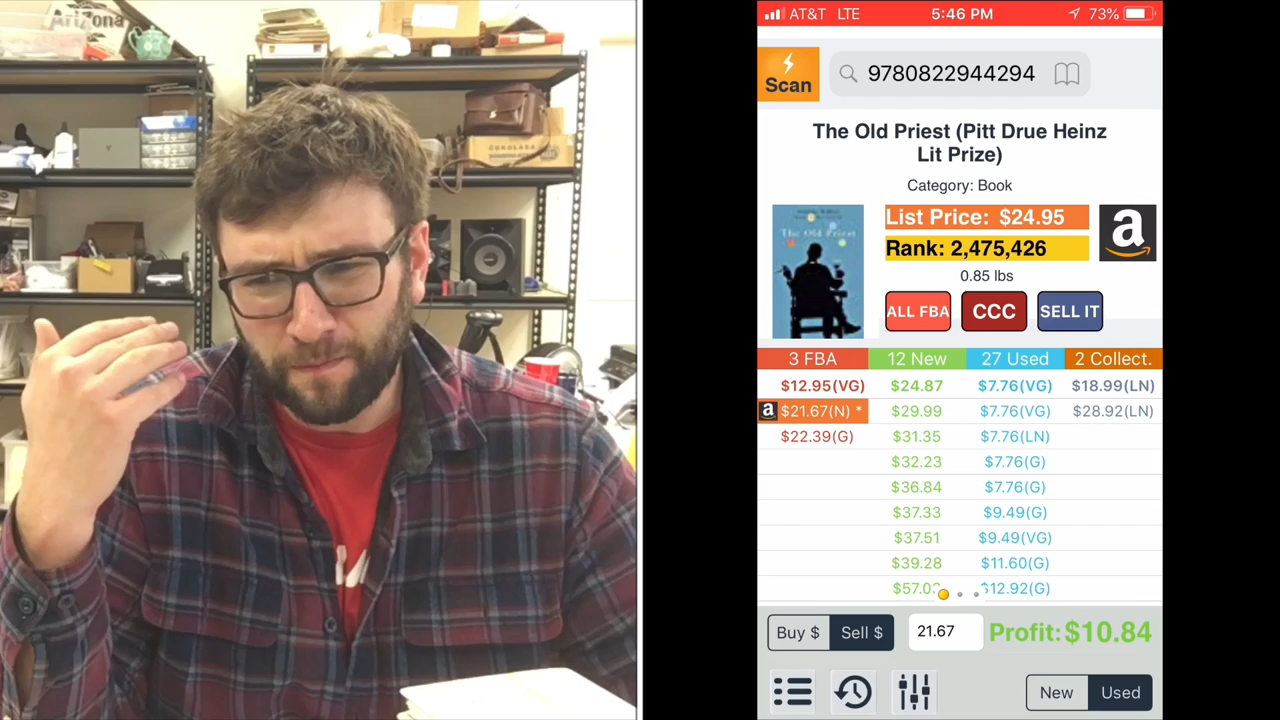 Arizona
COKOLADA
AT&T LTE
5:46 PM
73%
Scan
9780822944294
The Old Priest (Pitt Drue Heinz
Lit Prize)
Category: Book
The Old Priest
List Price: $24.95
Rank: 2,475,426
a
0.85 lbs
ALL FBA
CCC
SELL IT
3 FBA 12 New 27 Used 2 Collect.
$12.95(VG) $24.87 $7.76(VG) $18.99(LN)
a $21.67(N) * $29.99 $7.76(VG) $28.92(LN)
$22.39(G) $31.35 $7.76(LN)
$32.23 $7.76(G)
$36.84 $7.76(G)
$37.33 $9.49(G)
$37.51 $9.49(VG)
$39.28 $11.60(G)
$12.92(G)
Buy $ Sell $ 21.67 Profit:$10.84
New Used